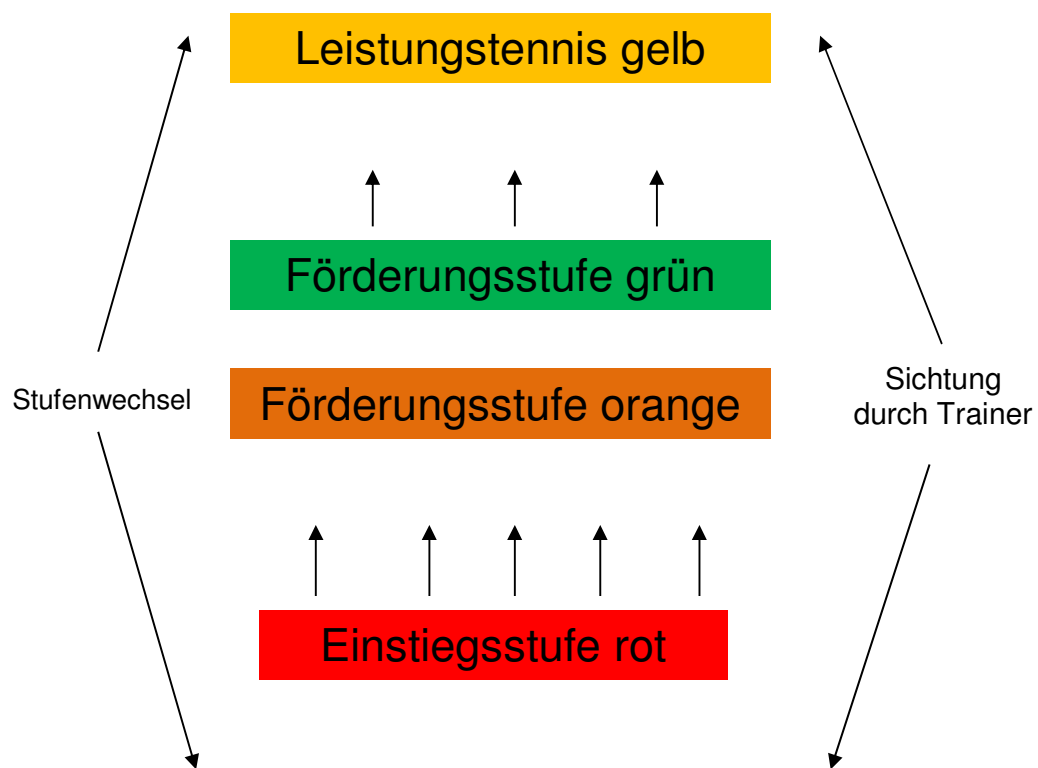 Leistungstennis gelb
Förderungsstufe grün
Stufenwechsel
Förderungsstufe orange
Sichtung
durch Trainer
Einstiegsstufe rot